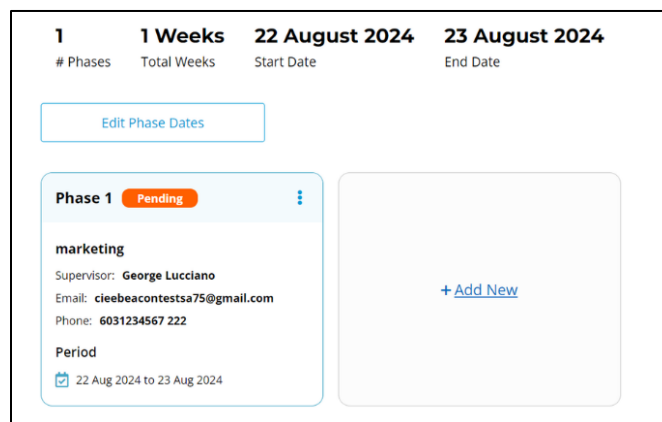 1 1 Weeks 22 August 2024 23 August 2024
# Phases Total Weeks Start Date End Date
Edit Phase Dates
Phase 1 Pending
marketing
Supervisor: George Lucciano
Email: cieebeacontestsa75@gmail.com
Phone: 6031234567 222
Period
22 Aug 2024 to 23 Aug 2024
+ Add New